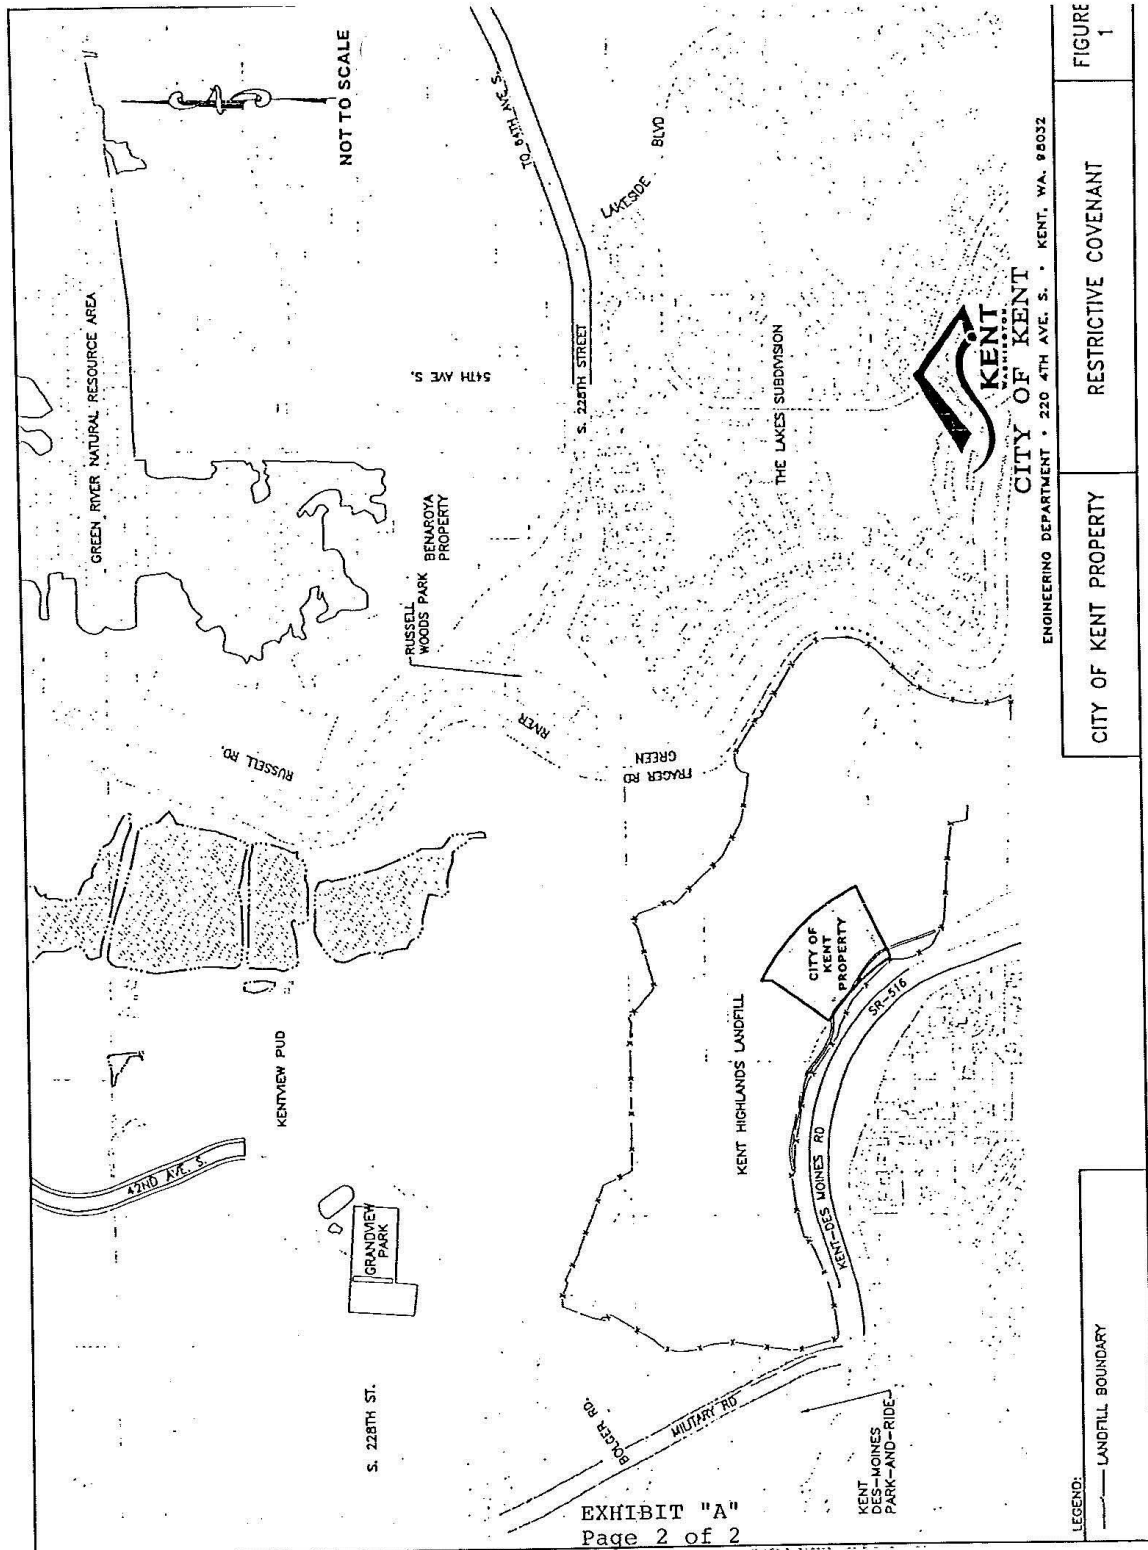 GREEN RIVER NATURAL RESOURCE AREA
NOT TO SCALE
RUSSELL RD.
42ND AVE. S.
KENTVIEW PUD
GRANDVIEW
PARK
S. 228TH ST.
RUSSELL
WOODS PARK
BENAROYA
PROPERTY
54TH AVE S.
TO 84TH AVE S.
S. 228TH STREET
LAKESIDE BLVD
THE LAKES SUBDIVISION
GREEN RIVER
FRAGER RD
BOLGER RD.
MILITARY RD
KENT HIGHLANDS LANDFILL
CITY OF
KENT
PROPERTY
SR-516
KENT-DES MOINES RD
KENT
DES-MOINES
PARK-AND-RIDE
KENT
WASHINGTON
CITY OF KENT
ENGINEERING DEPARTMENT • 220 4TH AVE. S. • KENT, WA. 98032
LEGEND:
LANDFILL BOUNDARY
CITY OF KENT PROPERTY
RESTRICTIVE COVENANT
FIGURE
1
EXHIBIT "A"
Page 2 of 2